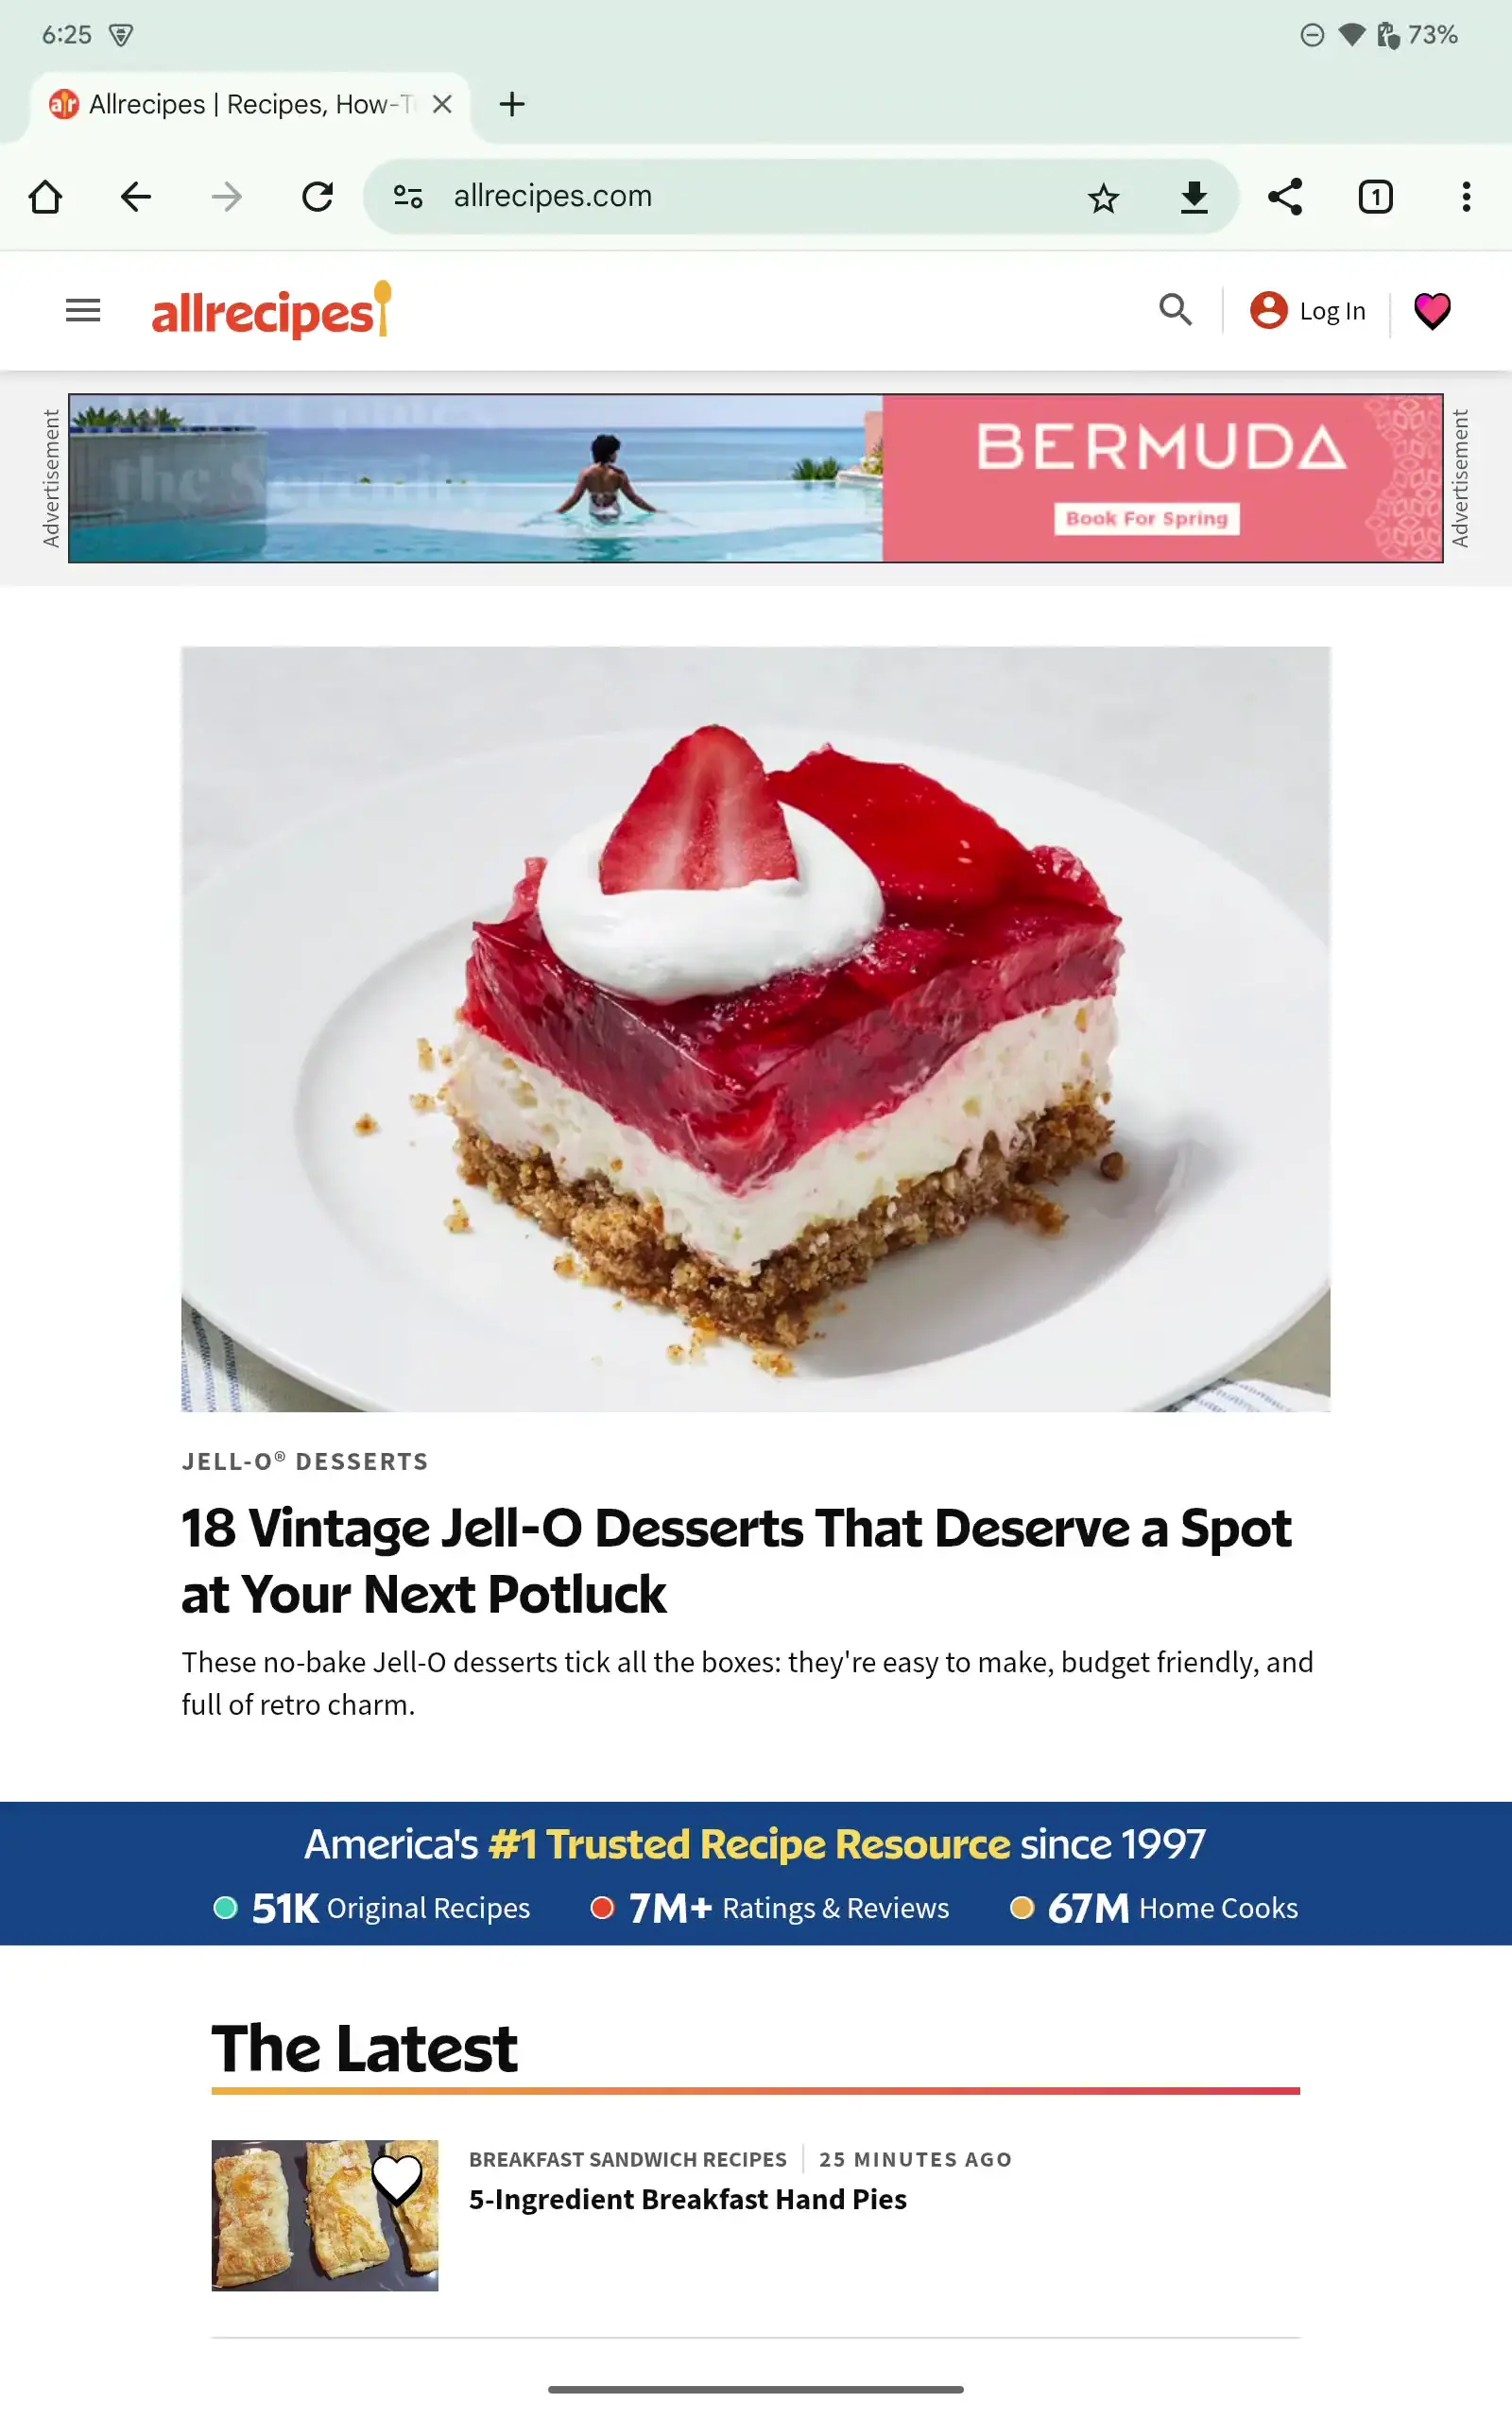 6:25
73%
Allrecipes | Recipes, How-T
allrecipes.com
1
allrecipes
Log In
Advertisement
BERMUDA
Book For Spring
Advertisement
JELL-O® DESSERTS
18 Vintage Jell-O Desserts That Deserve a Spot
at Your Next Potluck
These no-bake Jell-O desserts tick all the boxes: they're easy to make, budget friendly, and
full of retro charm.
America's #1 Trusted Recipe Resource since 1997
51K Original Recipes 7M+ Ratings & Reviews 67M Home Cooks
The Latest
BREAKFAST SANDWICH RECIPES | 25 MINUTES AGO
5-Ingredient Breakfast Hand Pies